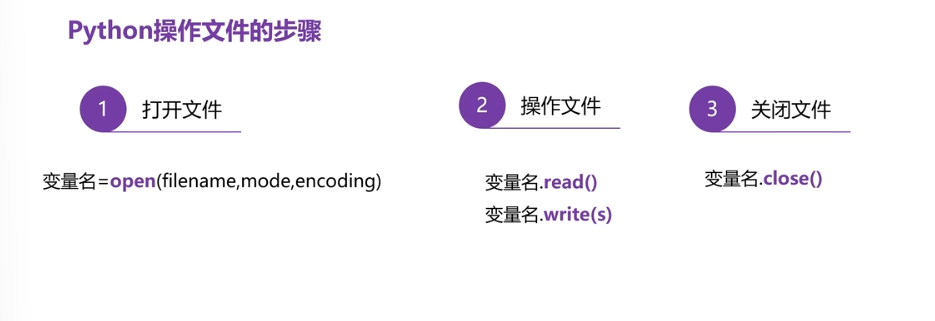 Python操作文件的步骤
1 打开文件
变量名=open(filename,mode,encoding)
2 操作文件
变量名.read()
变量名.write(s)
3 关闭文件
变量名.close()